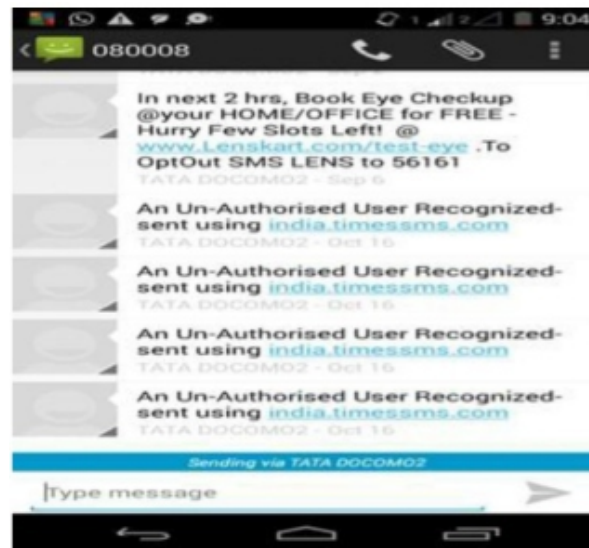 1 2 9:04
080008
In next 2 hrs, Book Eye Checkup
@your HOME/OFFICE for FREE -
Hurry Few Slots Left! @
www.Lenskart.com/test-eye .To
OptOut SMS LENS to 56161
TATA DOCOMO2 - Sep 6
An Un-Authorised User Recognized-
sent using india.timessms.com
TATA DOCOMO2 - Oct 16
An Un-Authorised User Recognized-
sent using india.timessms.com
TATA DOCOMO2 - Oct 16
An Un-Authorised User Recognized-
sent using india.timessms.com
TATA DOCOMO2 - Oct 16
An Un-Authorised User Recognized-
sent using india.timessms.com
TATA DOCOMO2 - Oct 16
Sending via TATA DOCOMO2
Type message